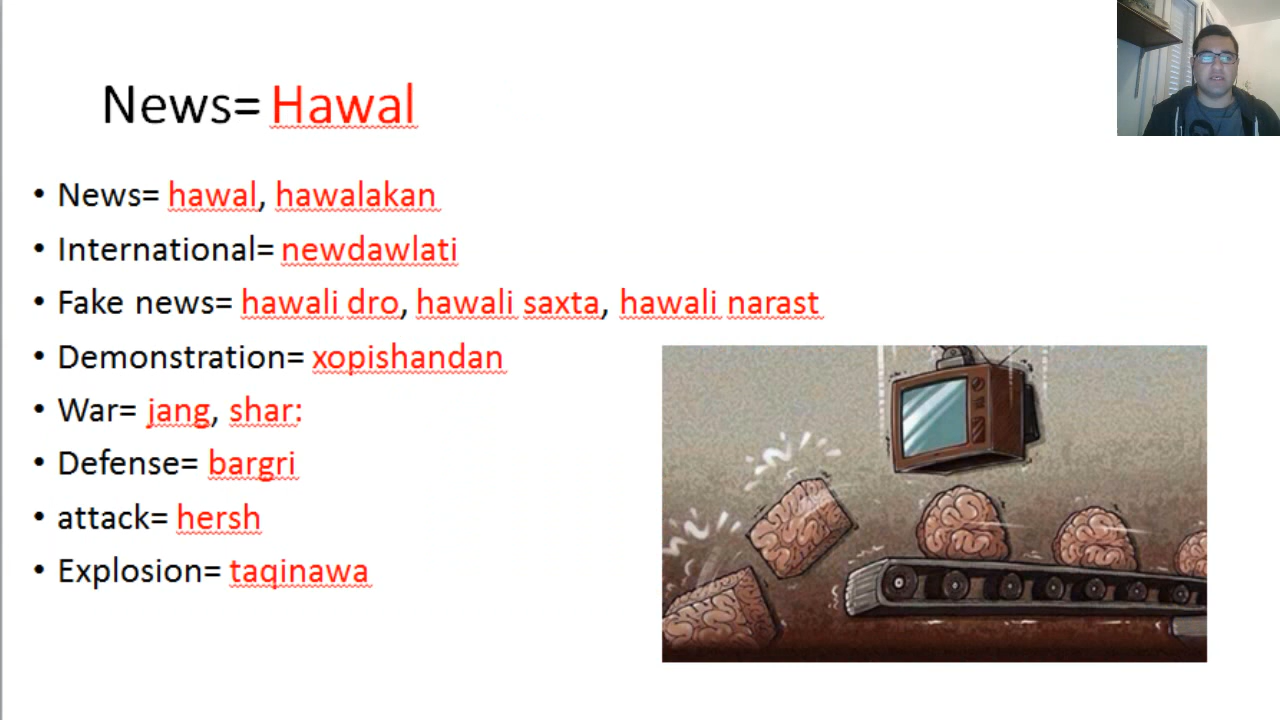 News= Hawal
• News= hawal, hawalakan
• International= newdawlati
• Fake news= hawali dro, hawali saxta, hawali narast
• Demonstration= xopishandan
• War= jang, shar:
• Defense= bargri
• attack= hersh
• Explosion= taqinawa